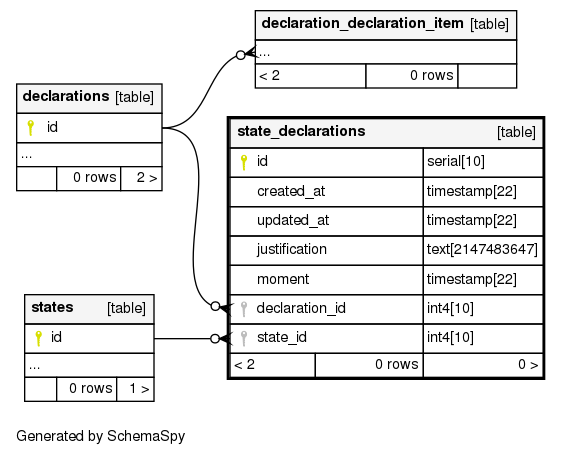 declaration_declaration_item [table]
...
< 2 0 rows
declarations [table]
id
...
0 rows 2 >
state_declarations [table]
id serial[10]
created_at timestamp[22]
updated_at timestamp[22]
justification text[2147483647]
moment timestamp[22]
declaration_id int4[10]
state_id int4[10]
< 2 0 rows 0 >
states [table]
id
...
0 rows 1 >
Generated by SchemaSpy